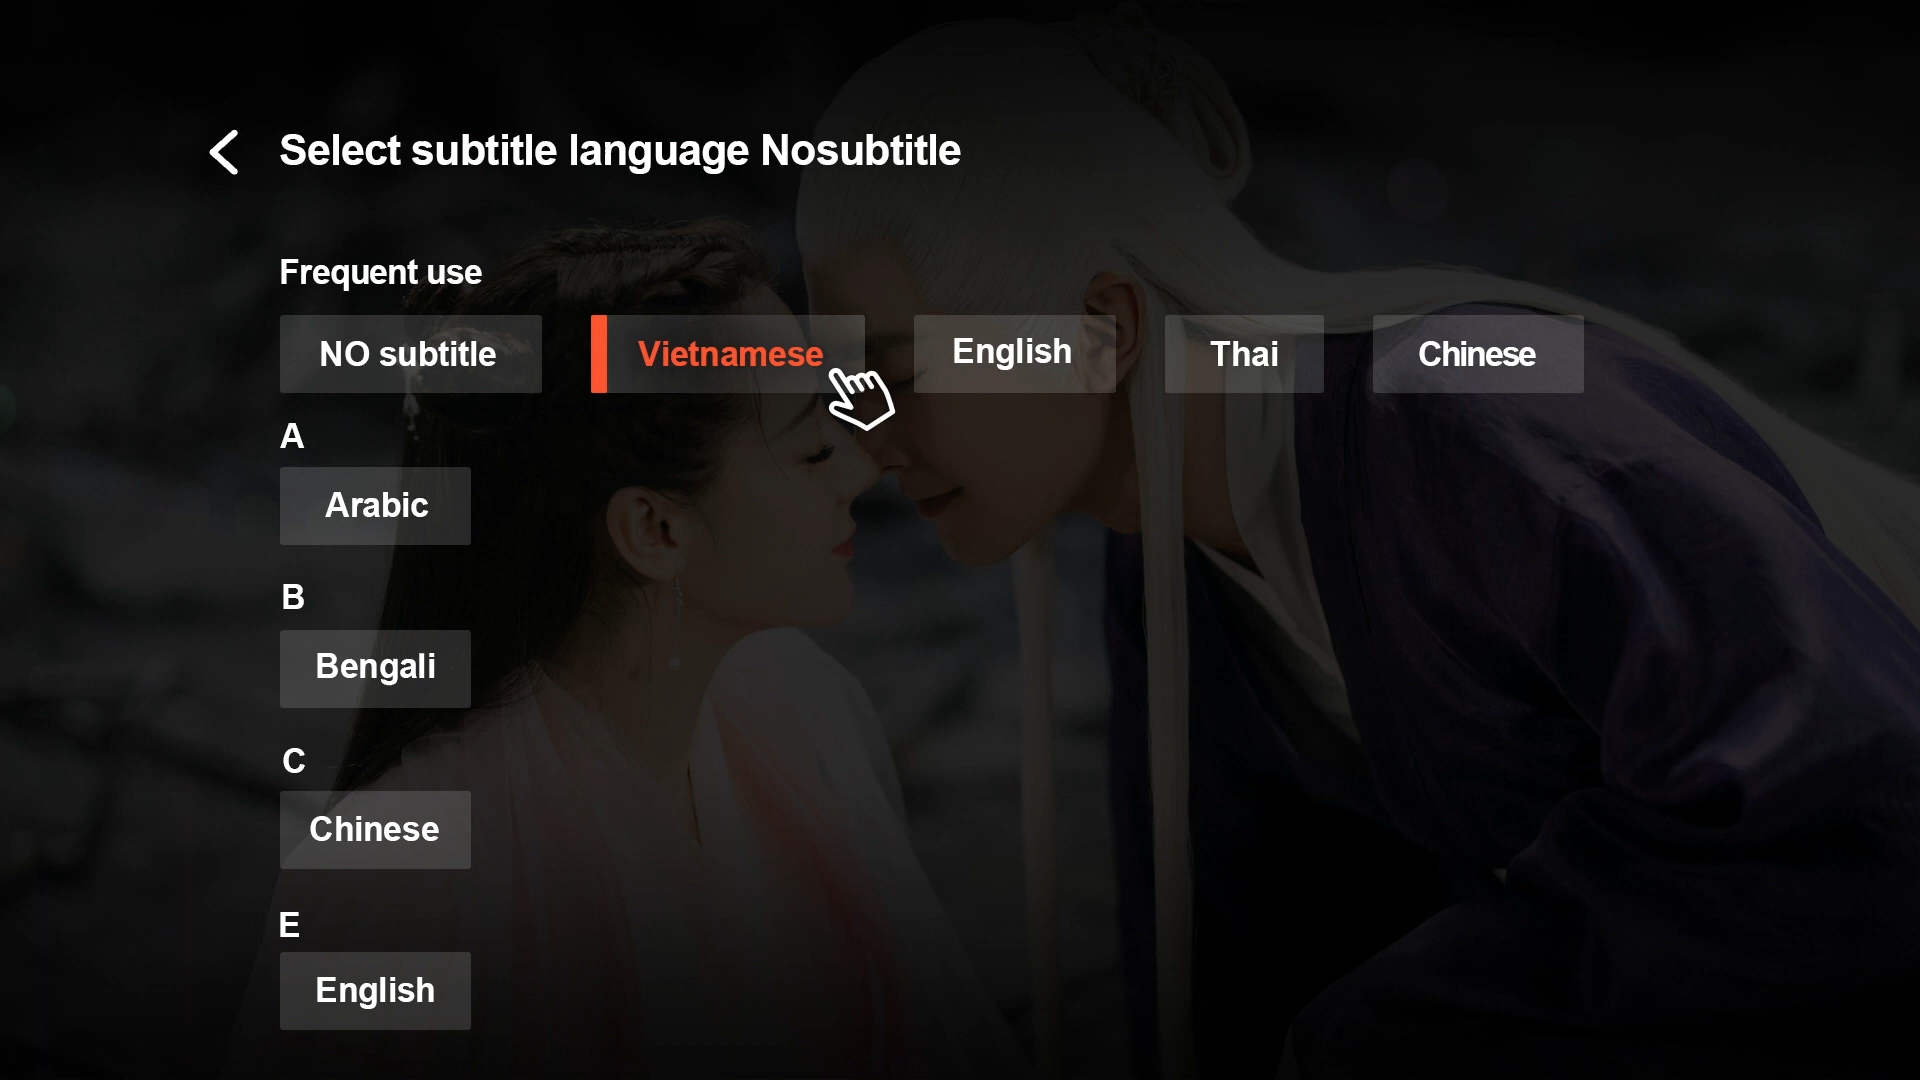 Select subtitle language Nosubtitle
Frequent use
NO subtitle Vietnamese English Thai Chinese
A
Arabic
B
Bengali
C
Chinese
E
English